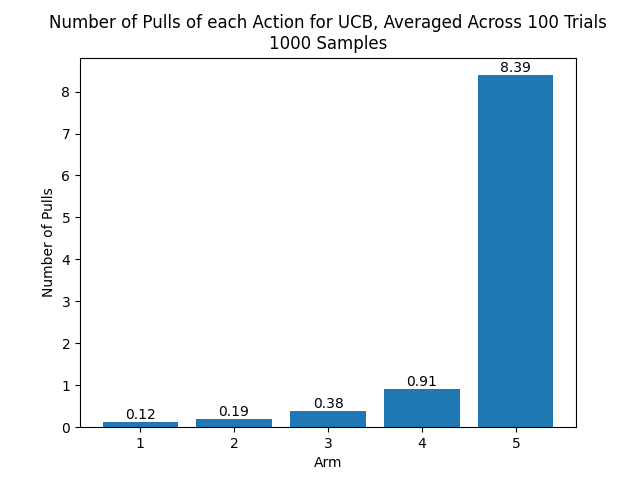 Number of Pulls of each Action for UCB, Averaged Across 100 Trials
1000 Samples
8.39
8
7
6
5
4
3
2
1
0
Number of Pulls
0.12
0.19
0.38
0.91
1 2 3 4 5
Arm